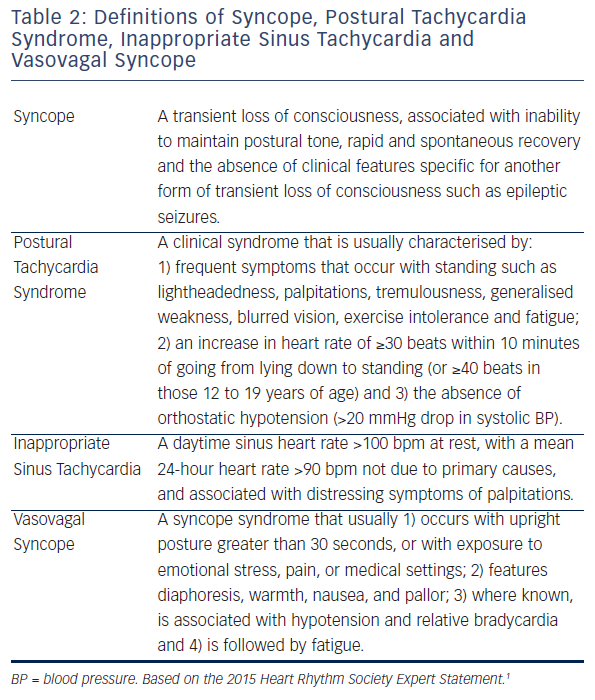 Table 2: Definitions of Syncope, Postural Tachycardia
Syndrome, Inappropriate Sinus Tachycardia and
Vasovagal Syncope
Syncope
A transient loss of consciousness, associated with inability
to maintain postural tone, rapid and spontaneous recovery
and the absence of clinical features specific for another
form of transient loss of consciousness such as epileptic
seizures.
Postural
Tachycardia
Syndrome
A clinical syndrome that is usually characterised by:
1) frequent symptoms that occur with standing such as
lightheadedness, palpitations, tremulousness, generalised
weakness, blurred vision, exercise intolerance and fatigue;
2) an increase in heart rate of ≥30 beats within 10 minutes
of going from lying down to standing (or ≥40 beats in
those 12 to 19 years of age) and 3) the absence of
orthostatic hypotension (>20 mmHg drop in systolic BP).
Inappropriate
Sinus Tachycardia
A daytime sinus heart rate >100 bpm at rest, with a mean
24-hour heart rate >90 bpm not due to primary causes,
and associated with distressing symptoms of palpitations.
Vasovagal
Syncope
A syncope syndrome that usually 1) occurs with upright
posture greater than 30 seconds, or with exposure to
emotional stress, pain, or medical settings; 2) features
diaphoresis, warmth, nausea, and pallor; 3) where known,
is associated with hypotension and relative bradycardia
and 4) is followed by fatigue.
BP = blood pressure. Based on the 2015 Heart Rhythm Society Expert Statement.¹